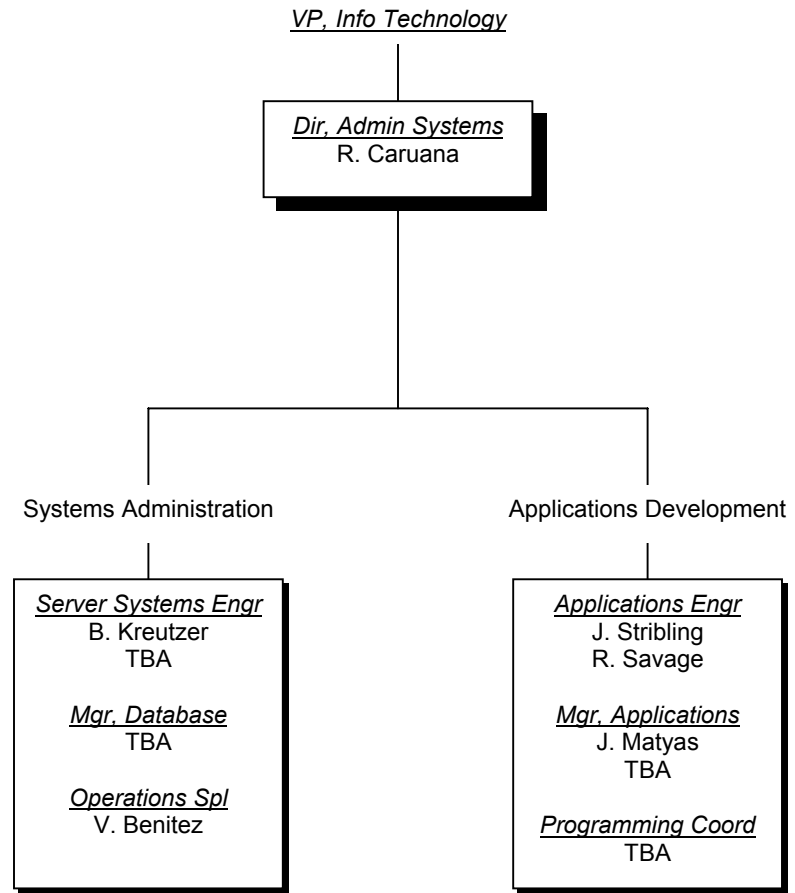 VP, Info Technology
Dir, Admin Systems
R. Caruana
Systems Administration
Server Systems Engr
B. Kreutzer
TBA
Mgr, Database
TBA
Operations Spl
V. Benitez
Applications Development
Applications Engr
J. Stribling
R. Savage
Mgr, Applications
J. Matyas
TBA
Programming Coord
TBA